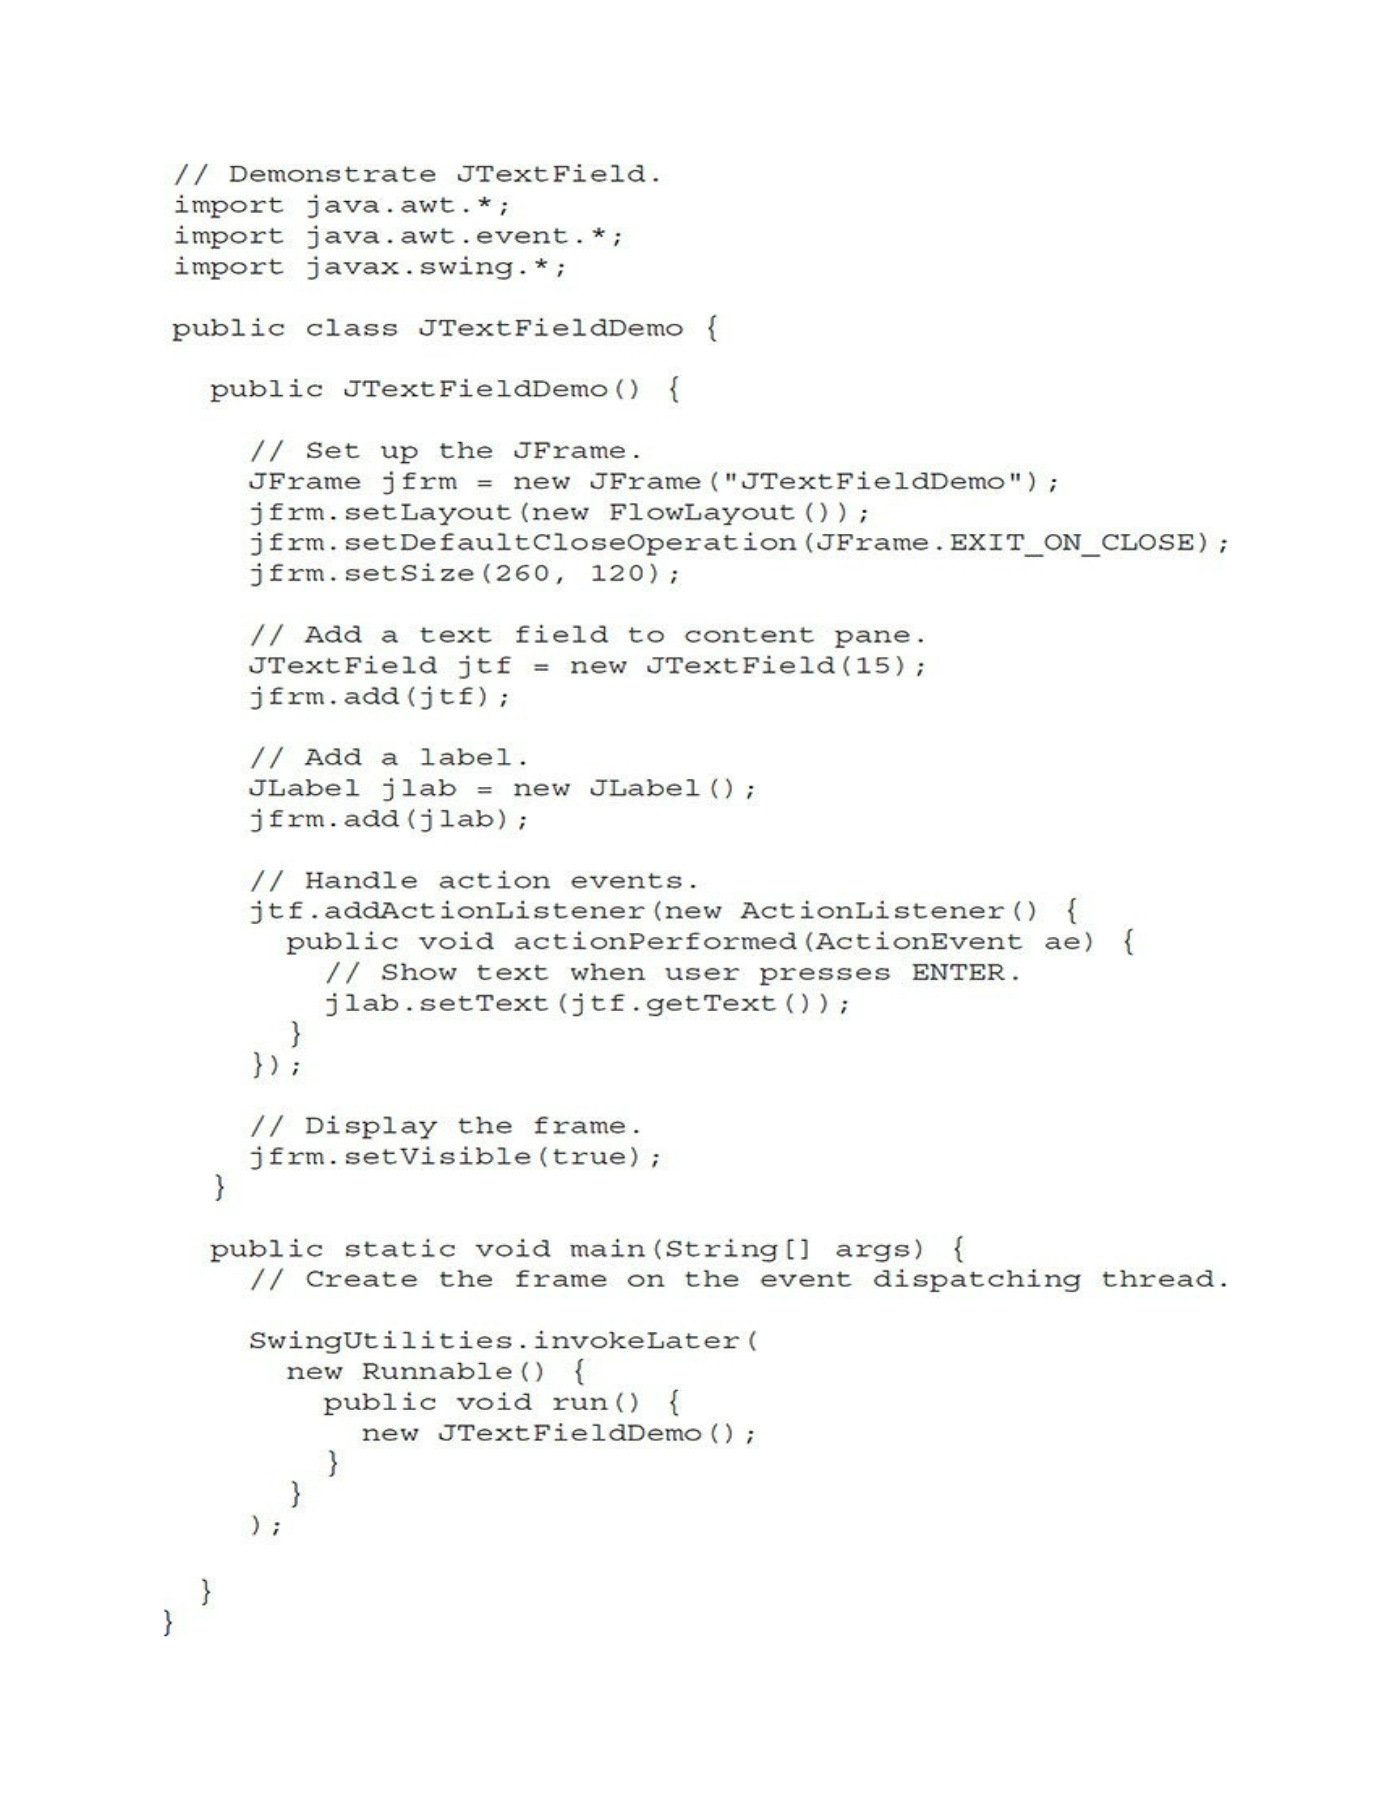 // Demonstrate JTextField.
import java.awt.*;
import java.awt.event.*;
import javax.swing.*;

public class JTextFieldDemo {

  public JTextFieldDemo() {

    // Set up the JFrame.
    JFrame jfrm = new JFrame("JTextFieldDemo");
    jfrm.setLayout(new FlowLayout());
    jfrm.setDefaultCloseOperation(JFrame.EXIT_ON_CLOSE);
    jfrm.setSize(260, 120);

    // Add a text field to content pane.
    JTextField jtf = new JTextField(15);
    jfrm.add(jtf);

    // Add a label.
    JLabel jlab = new JLabel();
    jfrm.add(jlab);

    // Handle action events.
    jtf.addActionListener(new ActionListener() {
      public void actionPerformed(ActionEvent ae) {
        // Show text when user presses ENTER.
        jlab.setText(jtf.getText());
      }
    });

    // Display the frame.
    jfrm.setVisible(true);
  }

  public static void main(String[] args) {
    // Create the frame on the event dispatching thread.

    SwingUtilities.invokeLater(
      new Runnable() {
        public void run() {
          new JTextFieldDemo();
        }
      }
    );

  }
}